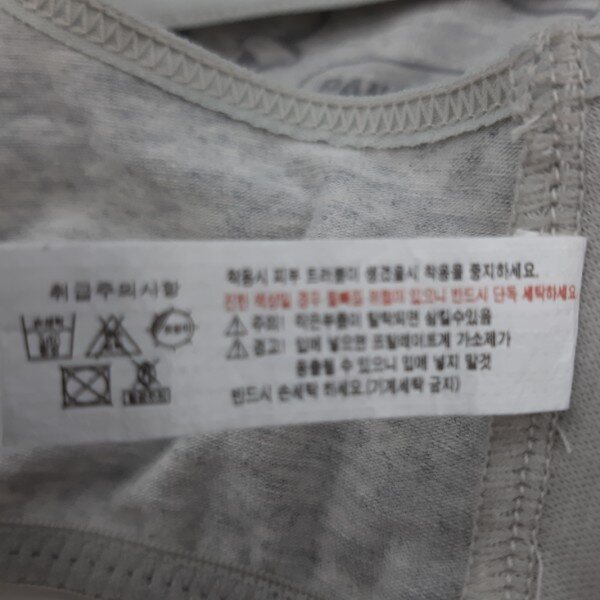 취급주의사항
착용시 피부 트러블이 생겼을시 착용을 중지하세요.
진한 색상일 경우 물빠짐 위험이 있으니 반드시 단독 세탁하세요
주의! 작은부품이 탈락되면 삼킬수있음
경고! 입에 넣으면 프탈레이트계 가소제가
용출될 수 있으니 입에 넣지 말것
반드시 손세탁 하세요.(기계세탁 금지)